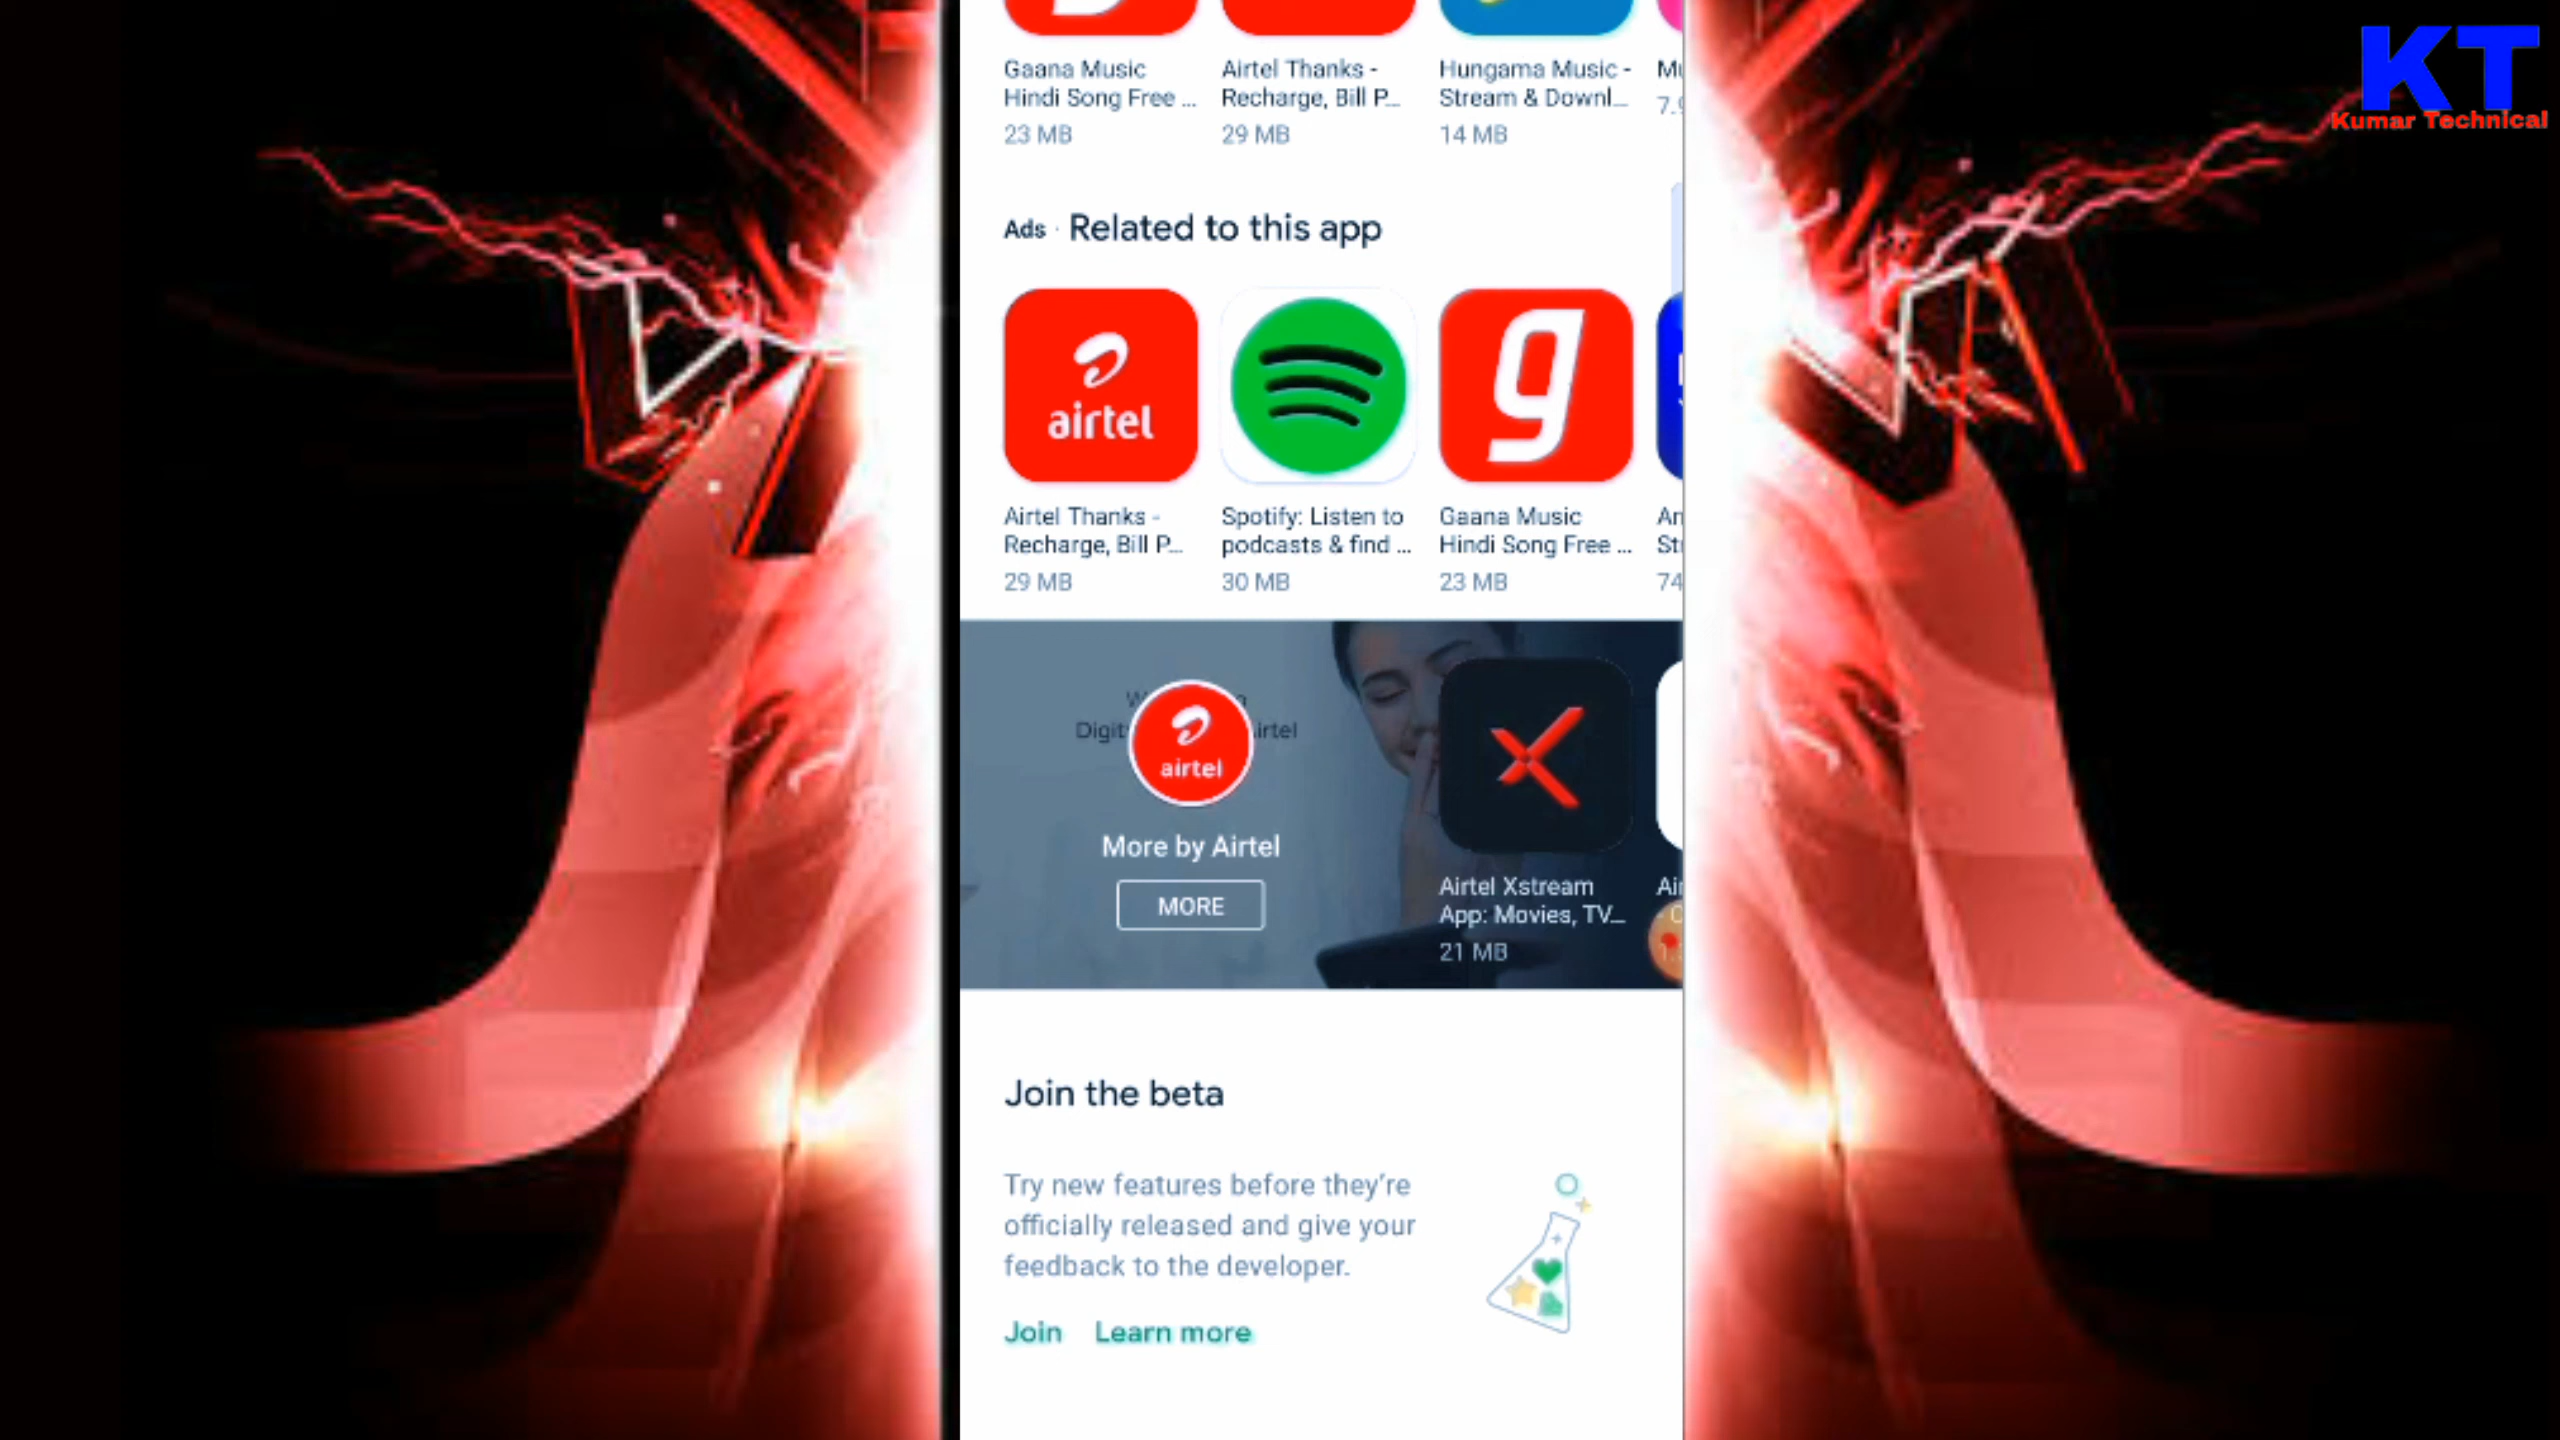 KT
Kumar Technical
Gaana Music
Hindi Song Free ...
23 MB
Airtel Thanks -
Recharge, Bill P...
29 MB
Hungama Music -
Stream & Downl...
14 MB
Ads · Related to this app
airtel
g
Airtel Thanks -
Recharge, Bill P...
29 MB
Spotify: Listen to
podcasts & find ...
30 MB
Gaana Music
Hindi Song Free ...
23 MB
74
airtel
More by Airtel
MORE
Airtel Xstream
App: Movies, TV...
21 MB
Join the beta
Try new features before they're
officially released and give your
feedback to the developer.
Join Learn more